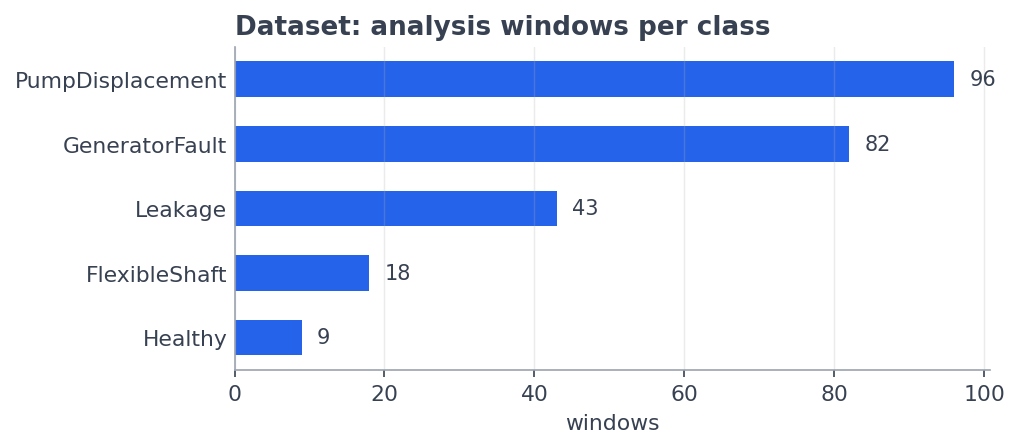 Dataset: analysis windows per class
PumpDisplacement 96
GeneratorFault 82
Leakage 43
FlexibleShaft 18
Healthy 9
0 20 40 60 80 100
windows